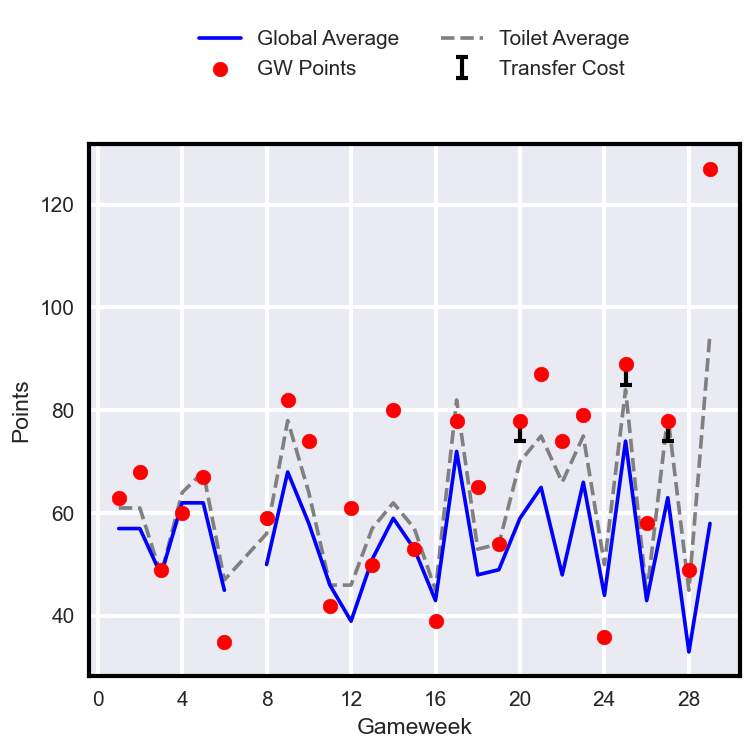 Global Average
Toilet Average
GW Points
Transfer Cost
120
100
80
60
40
Points
0 4 8 12 16 20 24 28
Gameweek